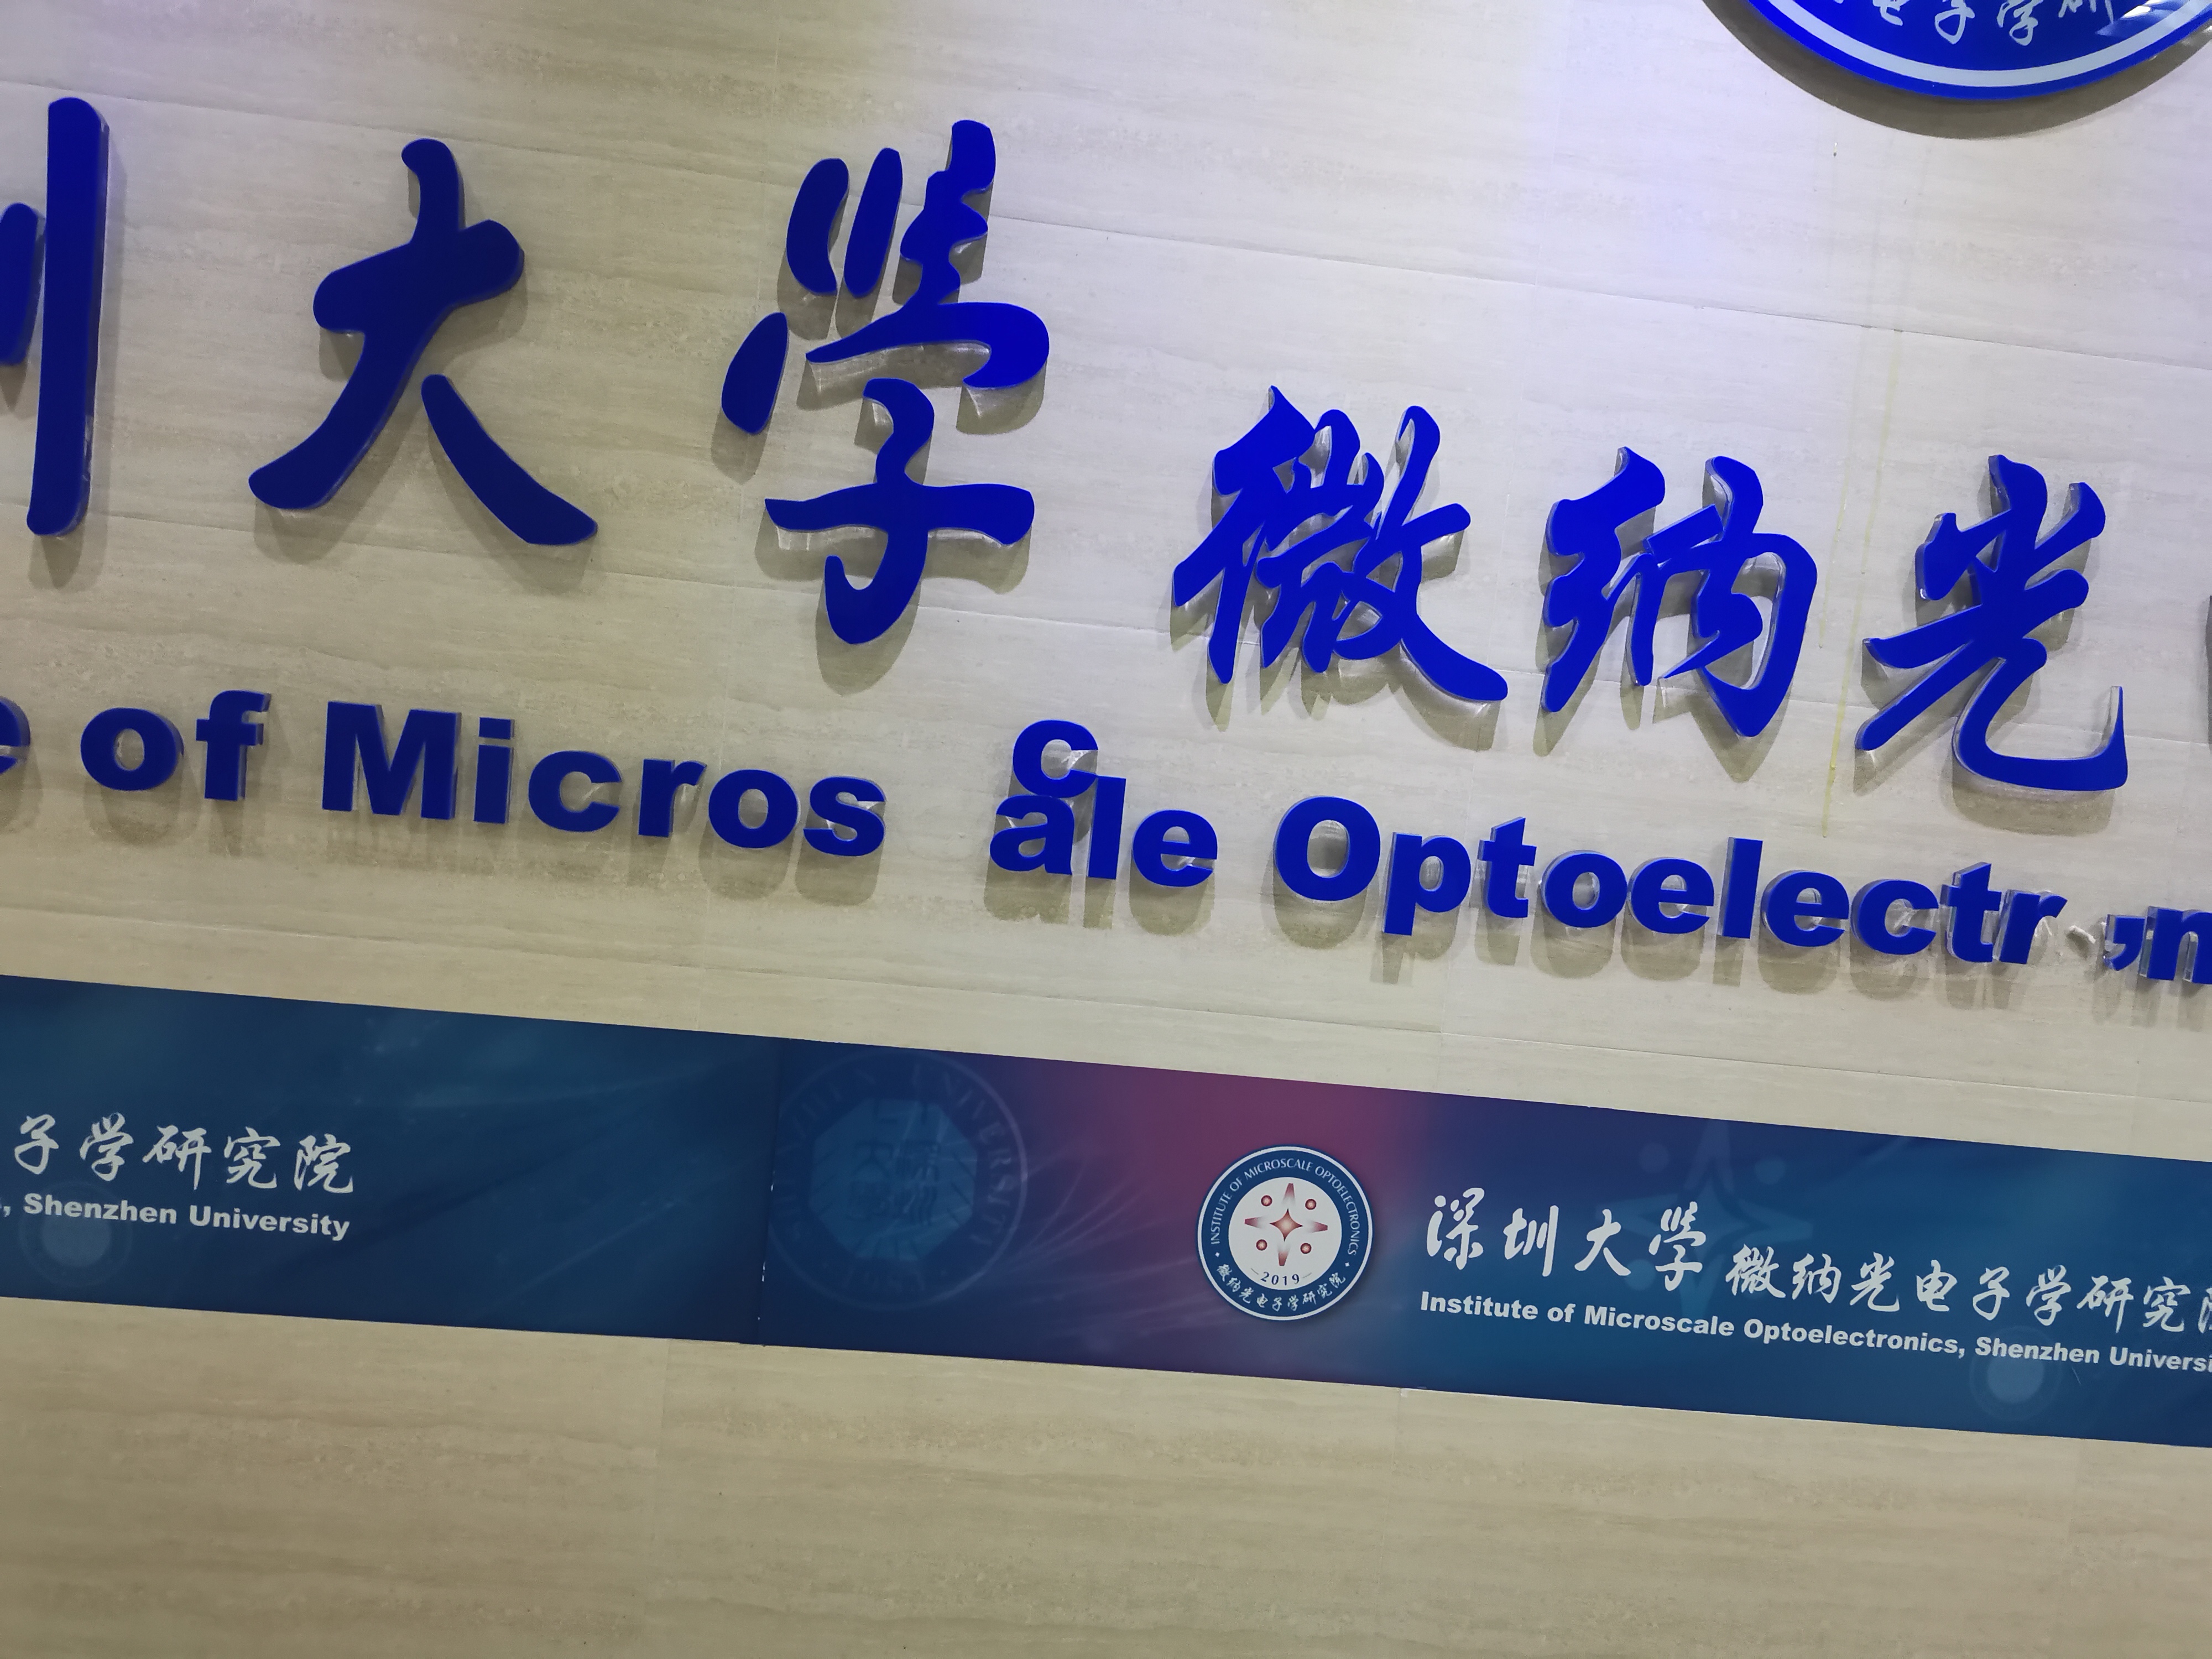 电子学研
圳大学 微纳光
of Microscale Optoelectr,n
子学研究院
, Shenzhen University
INSTITUTE OF MICROSCALE OPTOELECTRONICS
2019
微纳光电子学研究院
深圳大学 微纳光电子学研究院
Institute of Microscale Optoelectronics, Shenzhen Universi